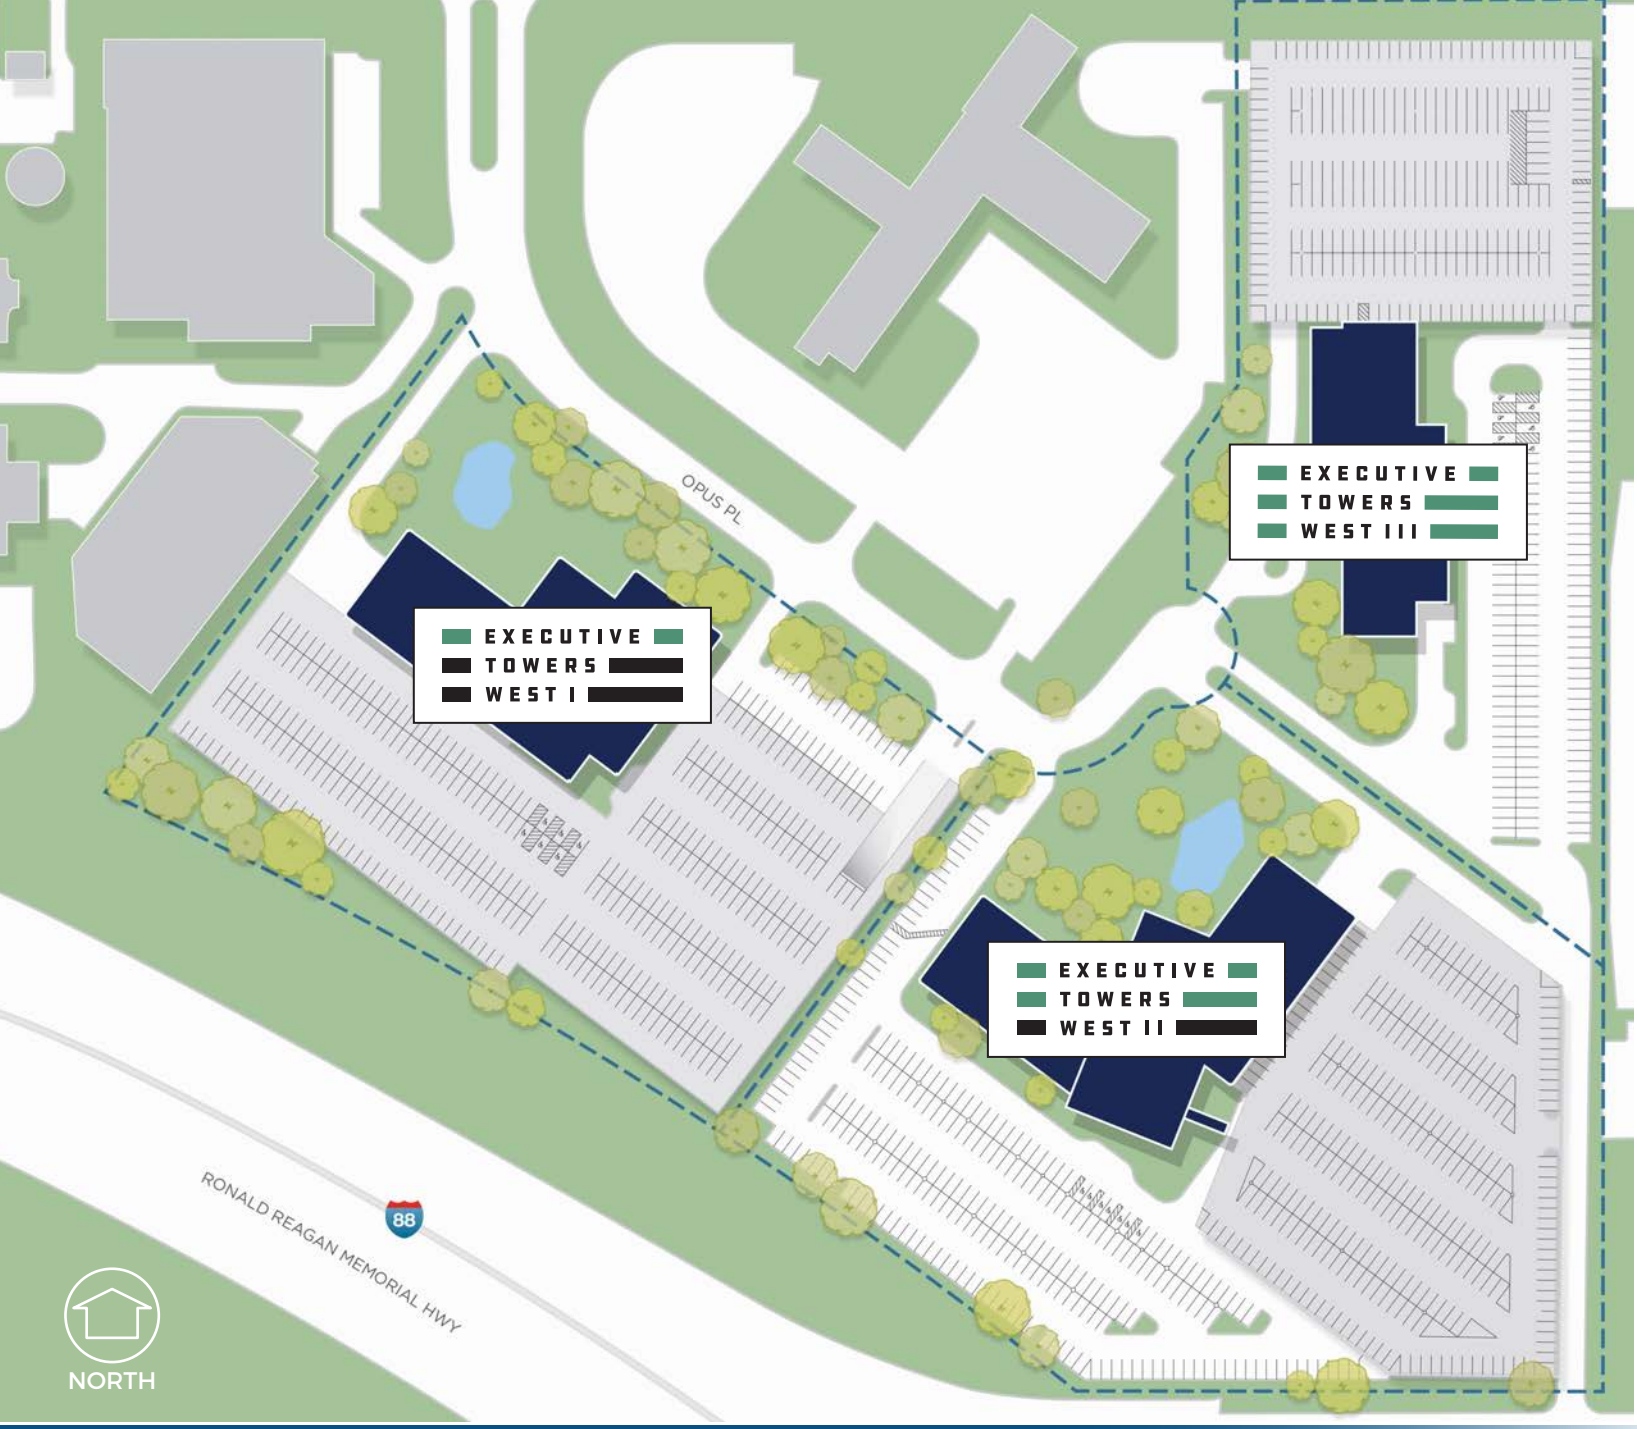 OPUS PL
EXECUTIVE
TOWERS
WEST III
EXECUTIVE
TOWERS
WEST I
EXECUTIVE
TOWERS
WEST II
88
RONALD REAGAN MEMORIAL HWY
NORTH